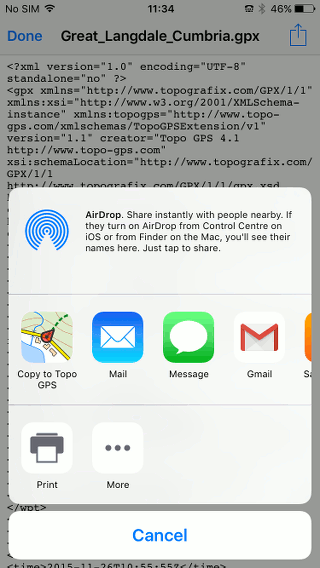 No SIM 11:34 46%
Done Great_Langdale_Cumbria.gpx
<?xml version="1.0" encoding="UTF-8"
standalone="no" ?>
<gpx xmlns="http://www.topografix.com/GPX/1/1"
xmlns:xsi="http://www.w3.org/2001/XMLSchema-
instance" xmlns:topogps="http://www.topo-
gps.com/xmlschemas/TopoGPSExtension/v1"
version="1.1" creator="Topo GPS 4.1
http://www.topo-gps.com"
xsi:schemaLocation="http://www.topografix.com/
GPX/1/1
http://www.topografix.com/GPX/1/1/gpx.xsd
AirDrop. Share instantly with people nearby. If
they turn on AirDrop from Control Centre on
iOS or from Finder on the Mac, you'll see their
names here. Just tap to share.
Copy to Topo
GPS
Mail
Message
Gmail
Sa
Print
More
</wpt>
Cancel
<time>2015-11-26T10:55:55Z</time>